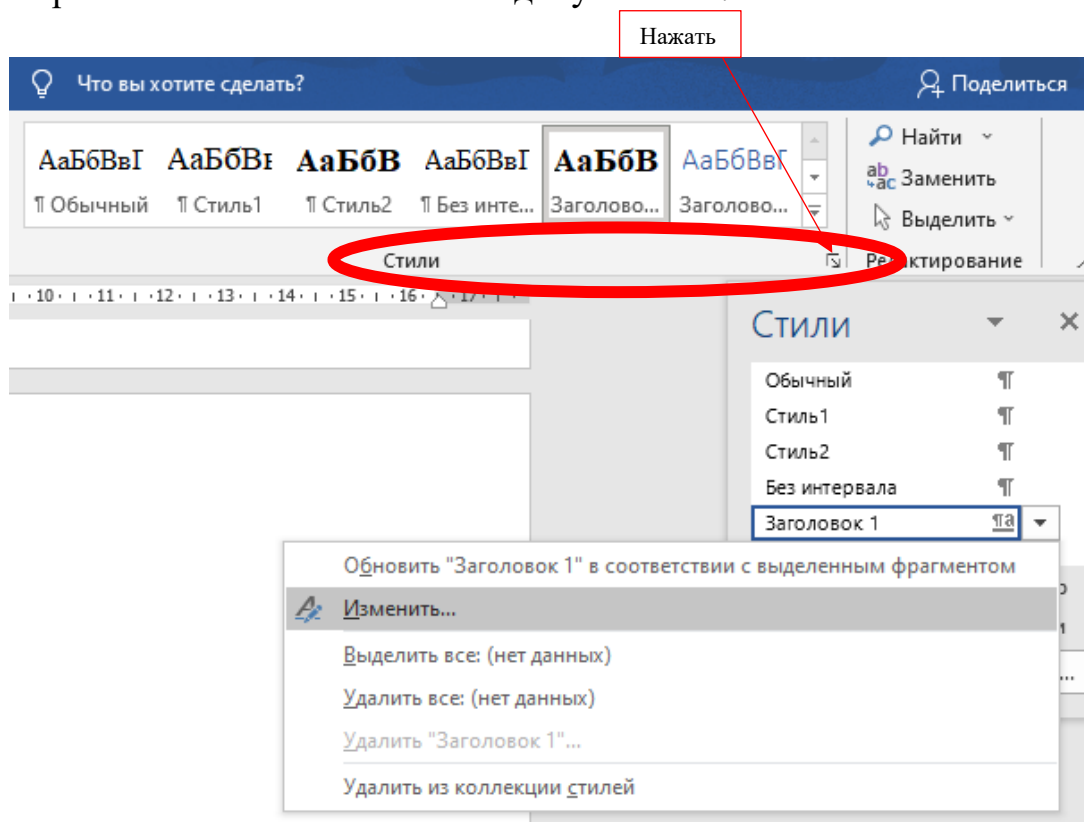 Нажать
Что вы хотите сделать?
Поделиться
АаБбВвГ АаБбВв АаБбВ АаБбВвГ АаБбВ АаБбВвГ
¶ Обычный ¶ Стиль1 ¶ Стиль2 ¶ Без инте... Заголово... Заголово...
Найти
Заменить
Выделить
Стили
Редактирование
10 11 12 13 14 15 16 17
Стили
Обычный ¶
Стиль1 ¶
Стиль2 ¶
Без интервала ¶
Заголовок 1 ¶a
Обновить "Заголовок 1" в соответствии с выделенным фрагментом
Изменить...
Выделить все: (нет данных)
Удалить все: (нет данных)
Удалить "Заголовок 1"...
Удалить из коллекции стилей